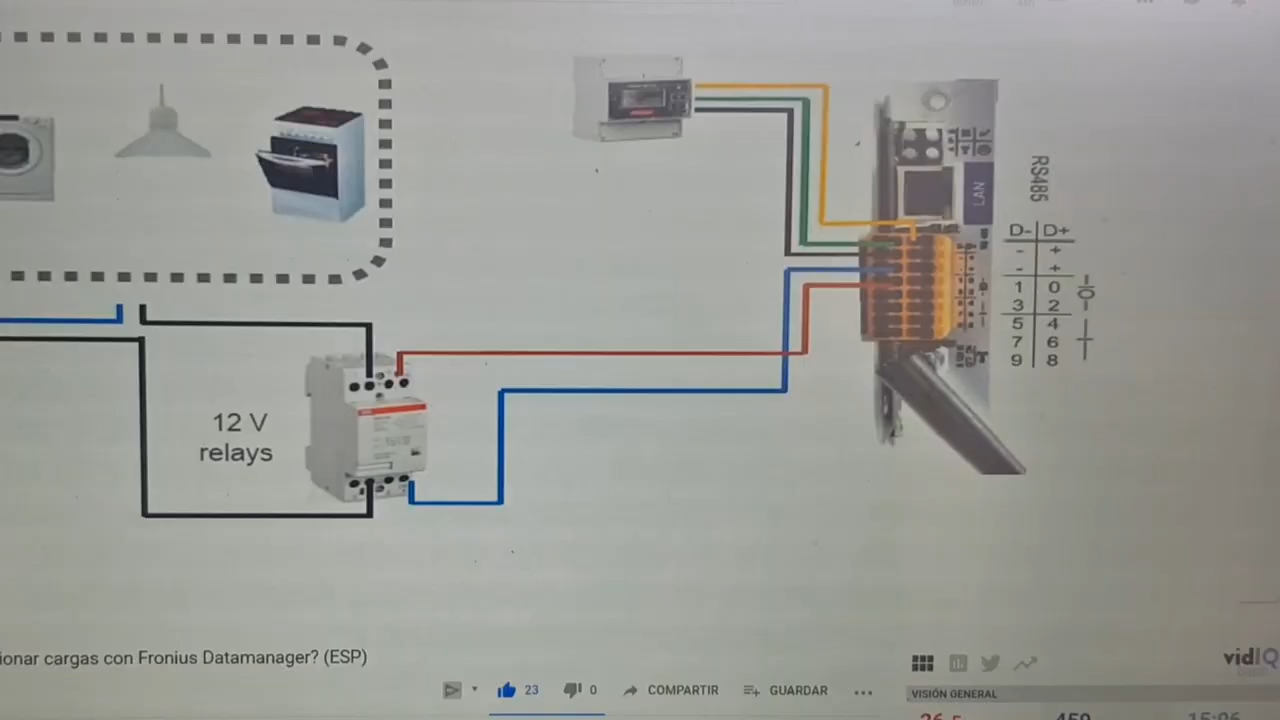 RS485
LAN
D- D+
- +
- +
1 0
3 2
5 4
7 6
9 8
12 V
relays
ionar cargas con Fronius Datamanager? (ESP)
23
0
COMPARTIR
GUARDAR
VISIÓN GENERAL
vidIQ
459